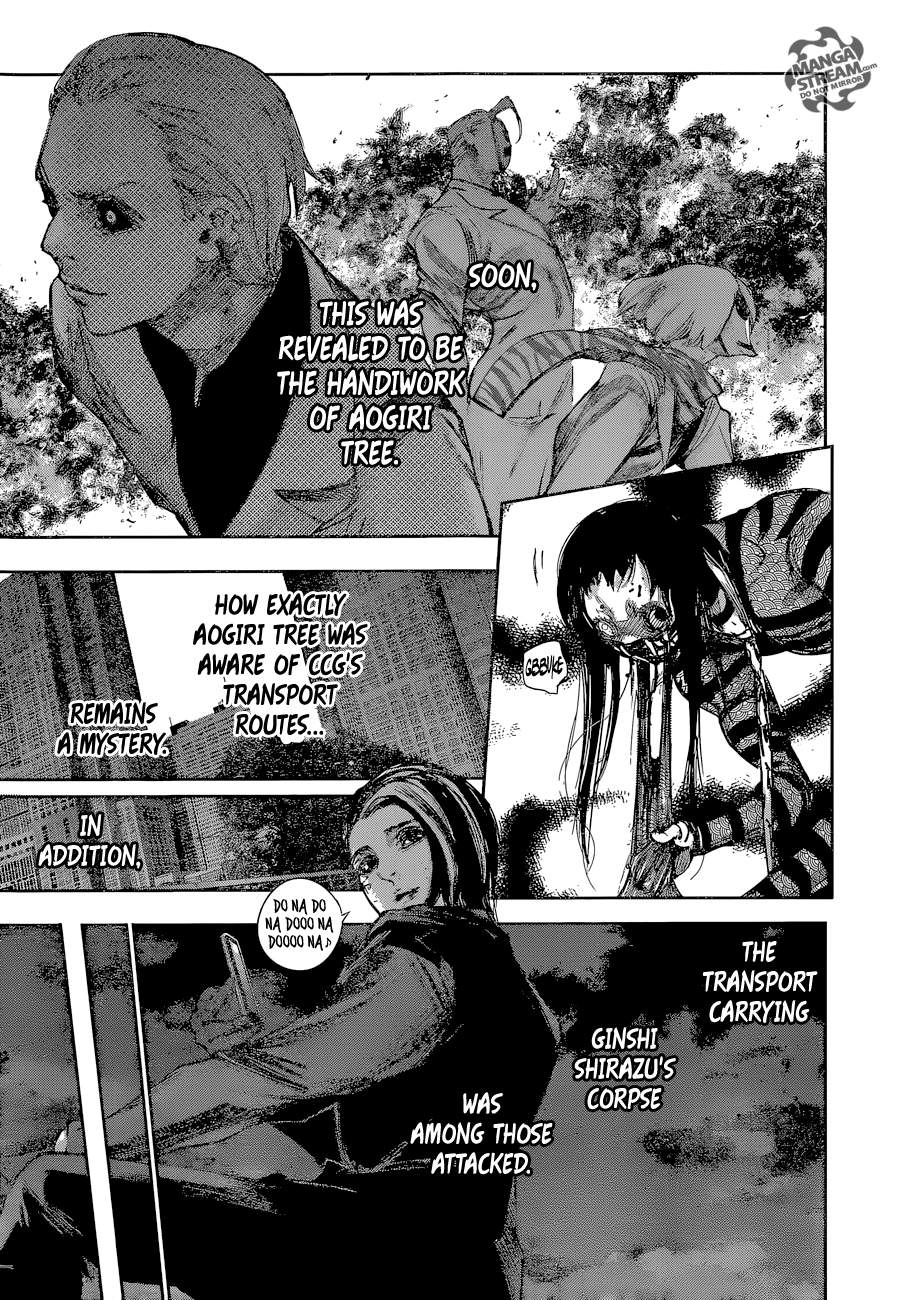 MANGA
STREAM.com
DO NOT MIRROR
SOON,
THIS WAS
REVEALED TO BE
THE HANDIWORK
OF AOGIRI
TREE.
GBBUKE
HOW EXACTLY
AOGIRI TREE WAS
AWARE OF CCG'S
TRANSPORT
ROUTES...
REMAINS
A MYSTERY.
IN
ADDITION,
DO NA DO
NA DOOO NA
DOOOO NA♪
THE
TRANSPORT
CARRYING
GINSHI
SHIRAZU'S
CORPSE
WAS
AMONG THOSE
ATTACKED.